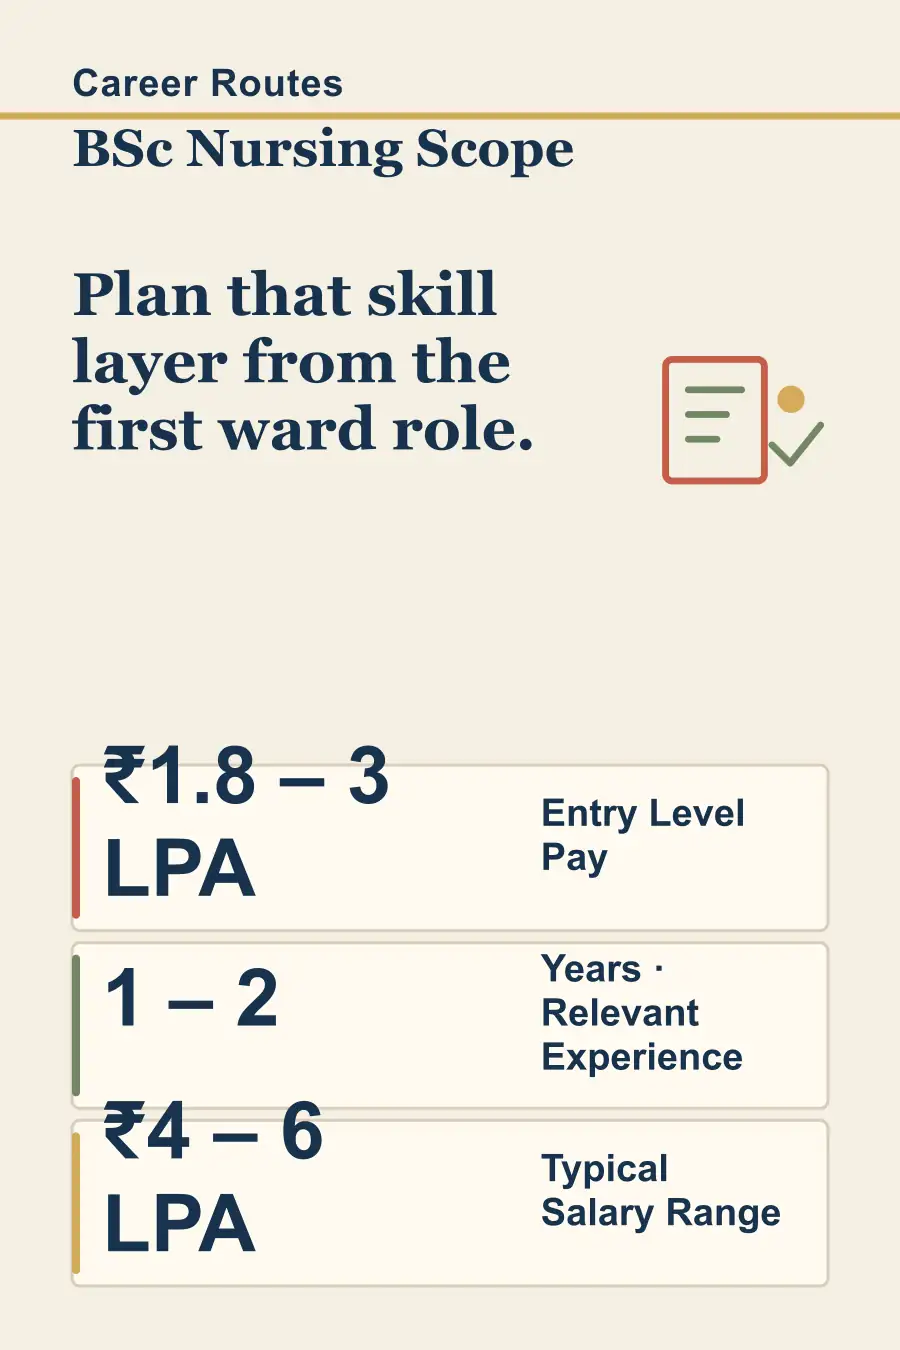 Career Routes
BSc Nursing Scope
Plan that skill
layer from the
first ward role.
₹1.8 – 3
LPA
Entry Level
Pay
1 – 2
Years ·
Relevant
Experience
₹4 – 6
LPA
Typical
Salary Range